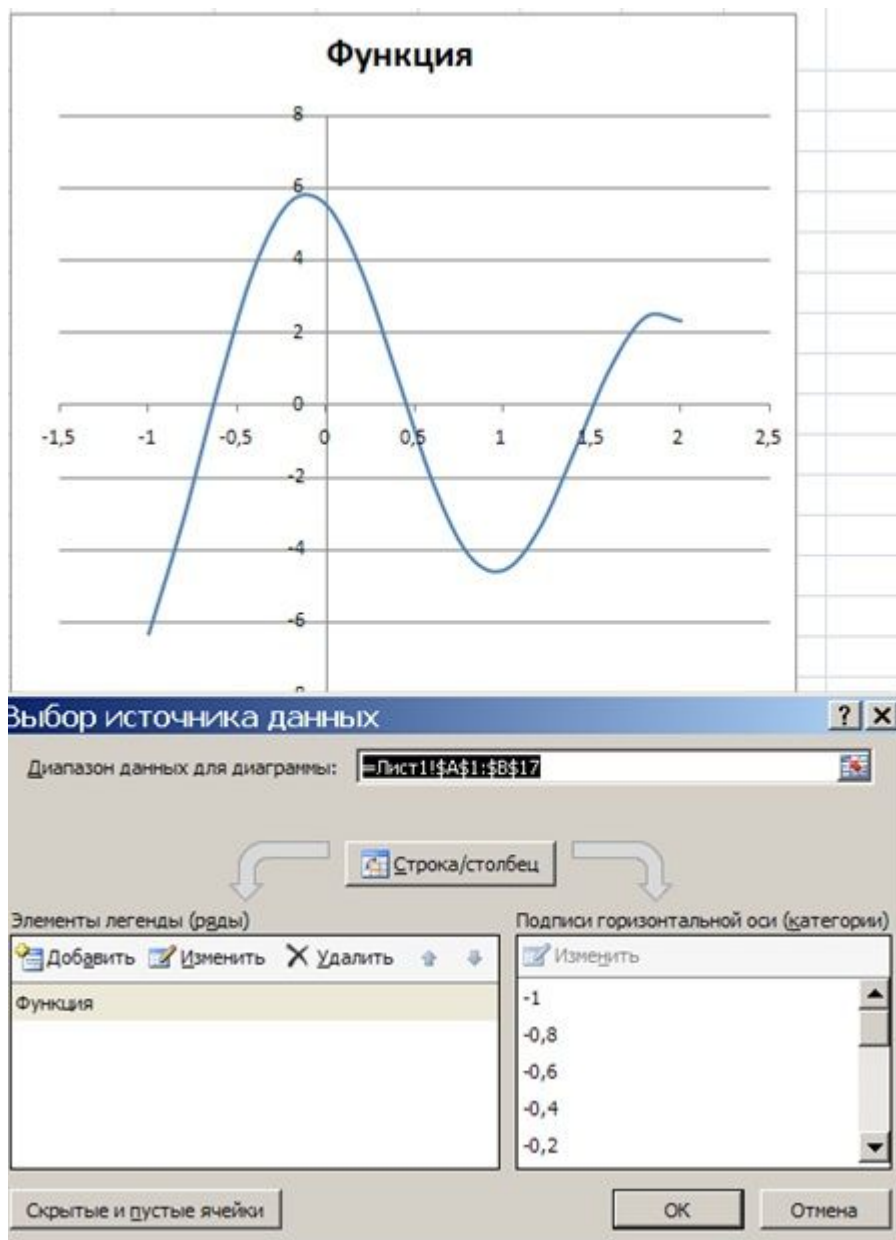 Функция
8
6
4
2
0
-1,5 -1 -0,5 0 0,5 1 1,5 2 2,5
-2
-4
-6
Выбор источника данных
Диапазон данных для диаграммы: =Лист1!$A$1:$B$17
Строка/столбец
Элементы легенды (ряды) Подписи горизонтальной оси (категории)
Добавить Изменить Удалить Изменить
Функция -1
-0,8
-0,6
-0,4
-0,2
Скрытые и пустые ячейки ОК Отмена